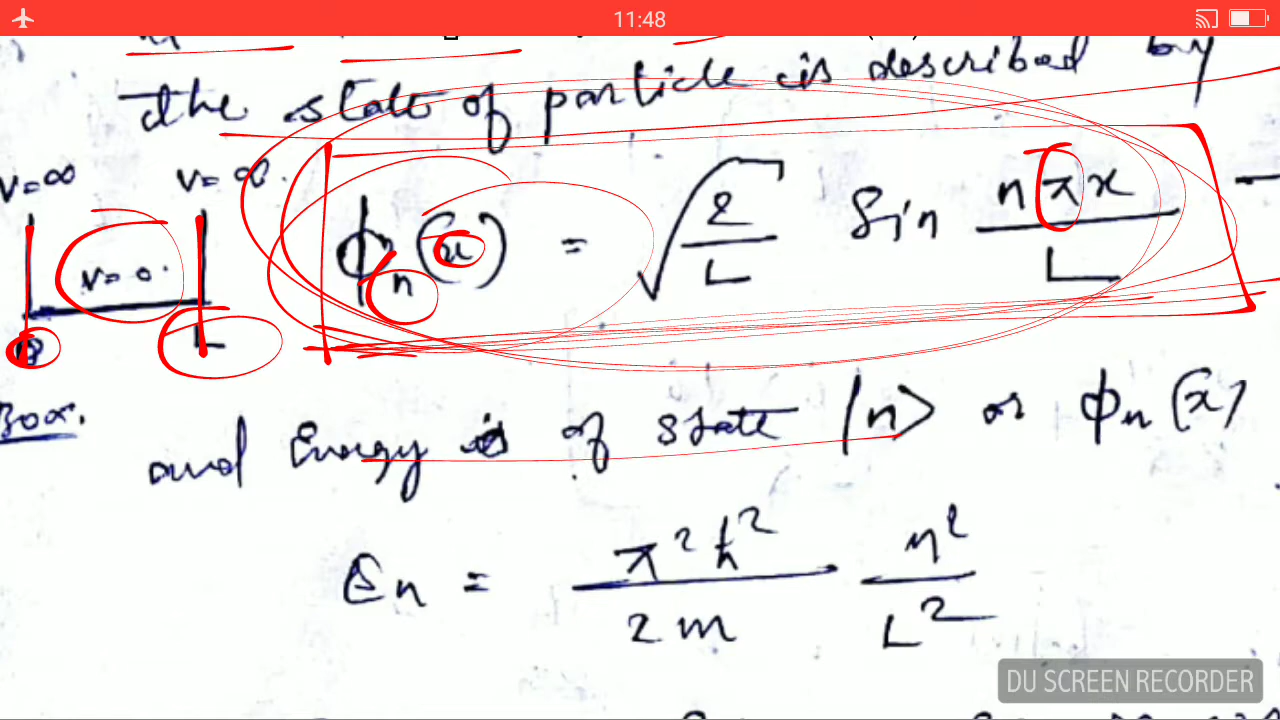 11:48
the state of particle is described by
V=∞ V=∞.
V=0.
ϕn(x) = √2/L Sin nπx/L
L
Box.
and Energy is of state |n> or ϕn(x)
En = π²ħ²/2m n²/L²
DU SCREEN RECORDER